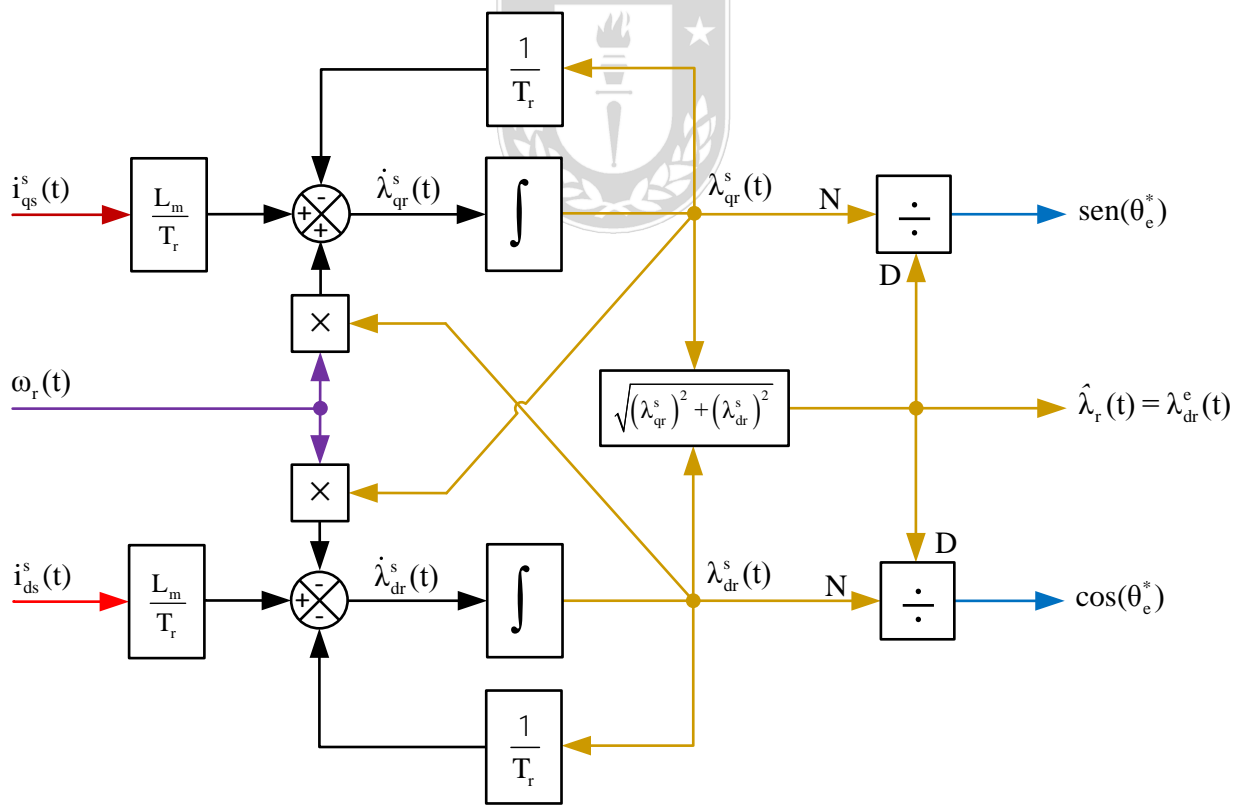 1
T_r
i^s_qs(t)
L_m
T_r
-
+
+
λ̇^s_qr(t)
∫
λ^s_qr(t)
N
÷
sen(θ*_e)
D
×
ω_r(t)
√((λ^s_qr)^2 + (λ^s_dr)^2)
λ̂_r(t) = λ^e_dr(t)
×
D
i^s_ds(t)
L_m
T_r
-
+
-
λ̇^s_dr(t)
∫
λ^s_dr(t)
N
÷
cos(θ*_e)
1
T_r